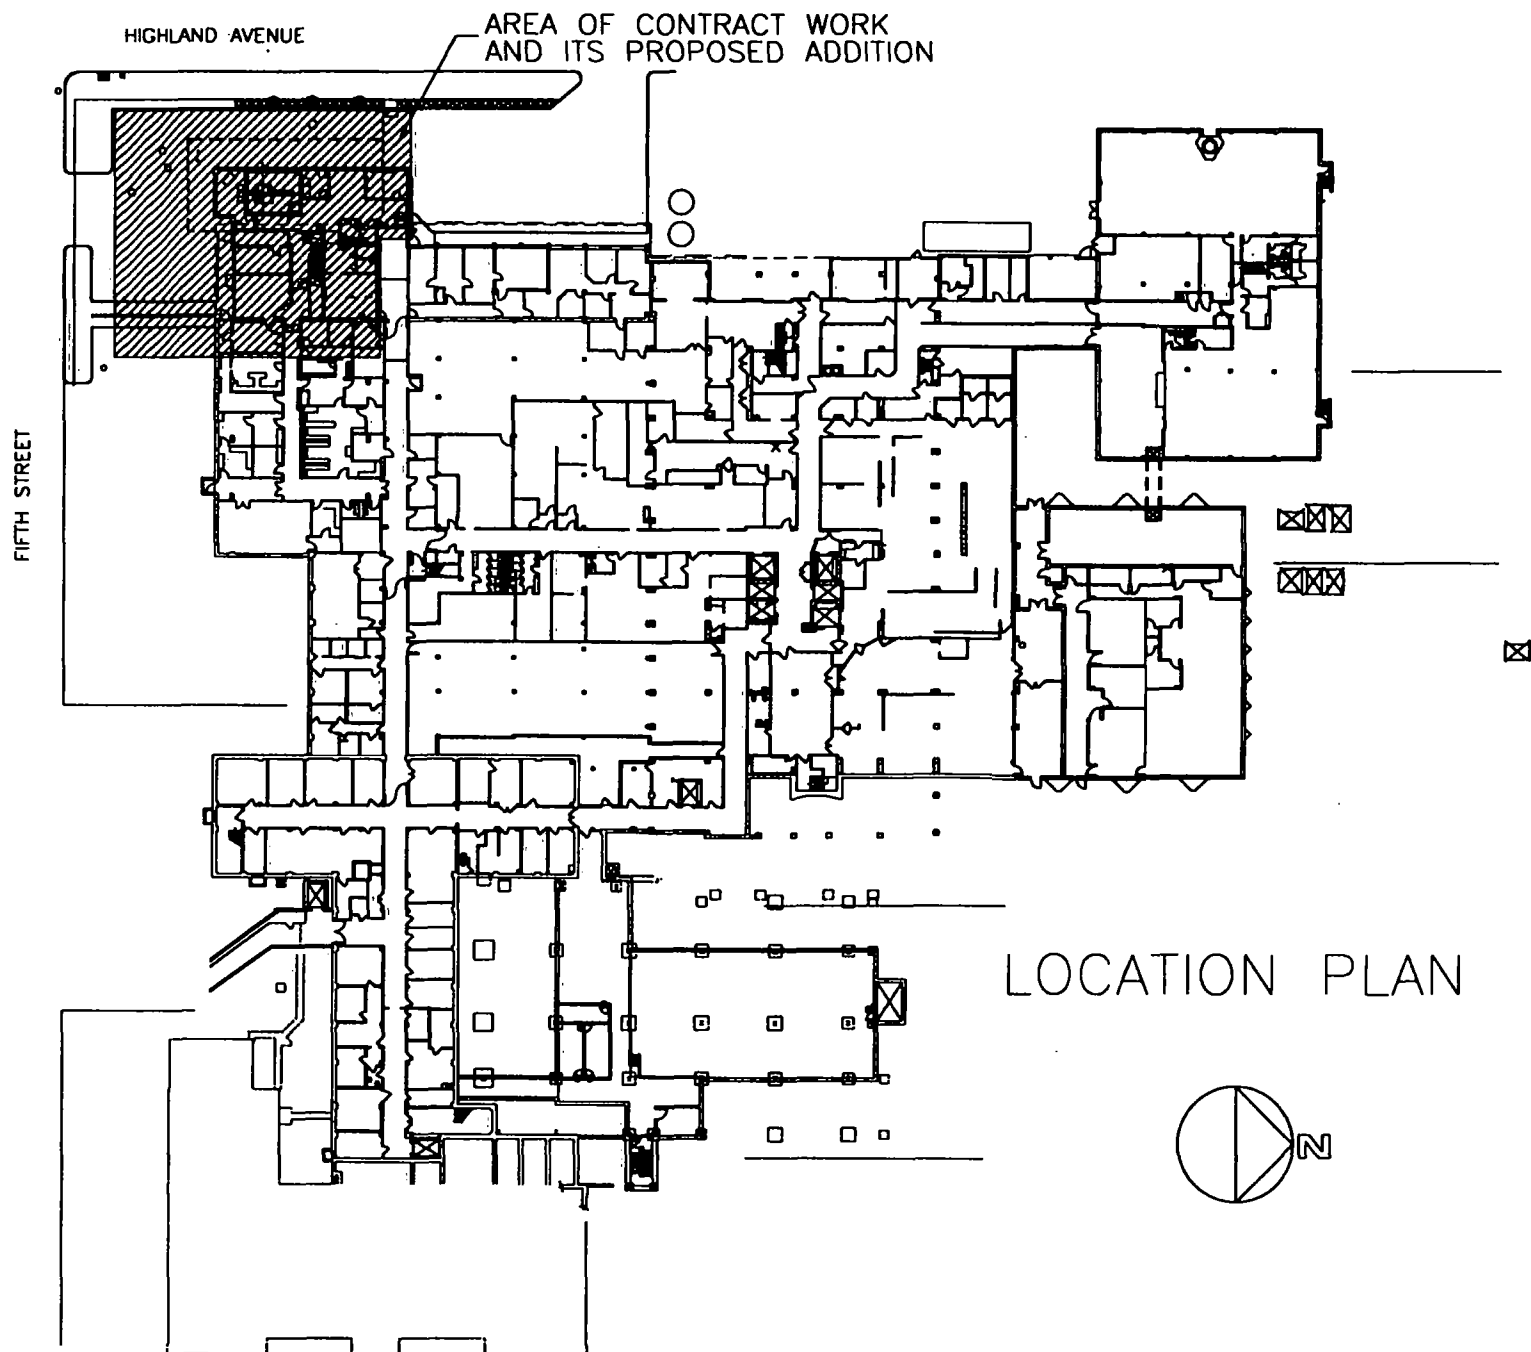 HIGHLAND AVENUE
AREA OF CONTRACT WORK
AND ITS PROPOSED ADDITION
FIFTH STREET
LOCATION PLAN
N